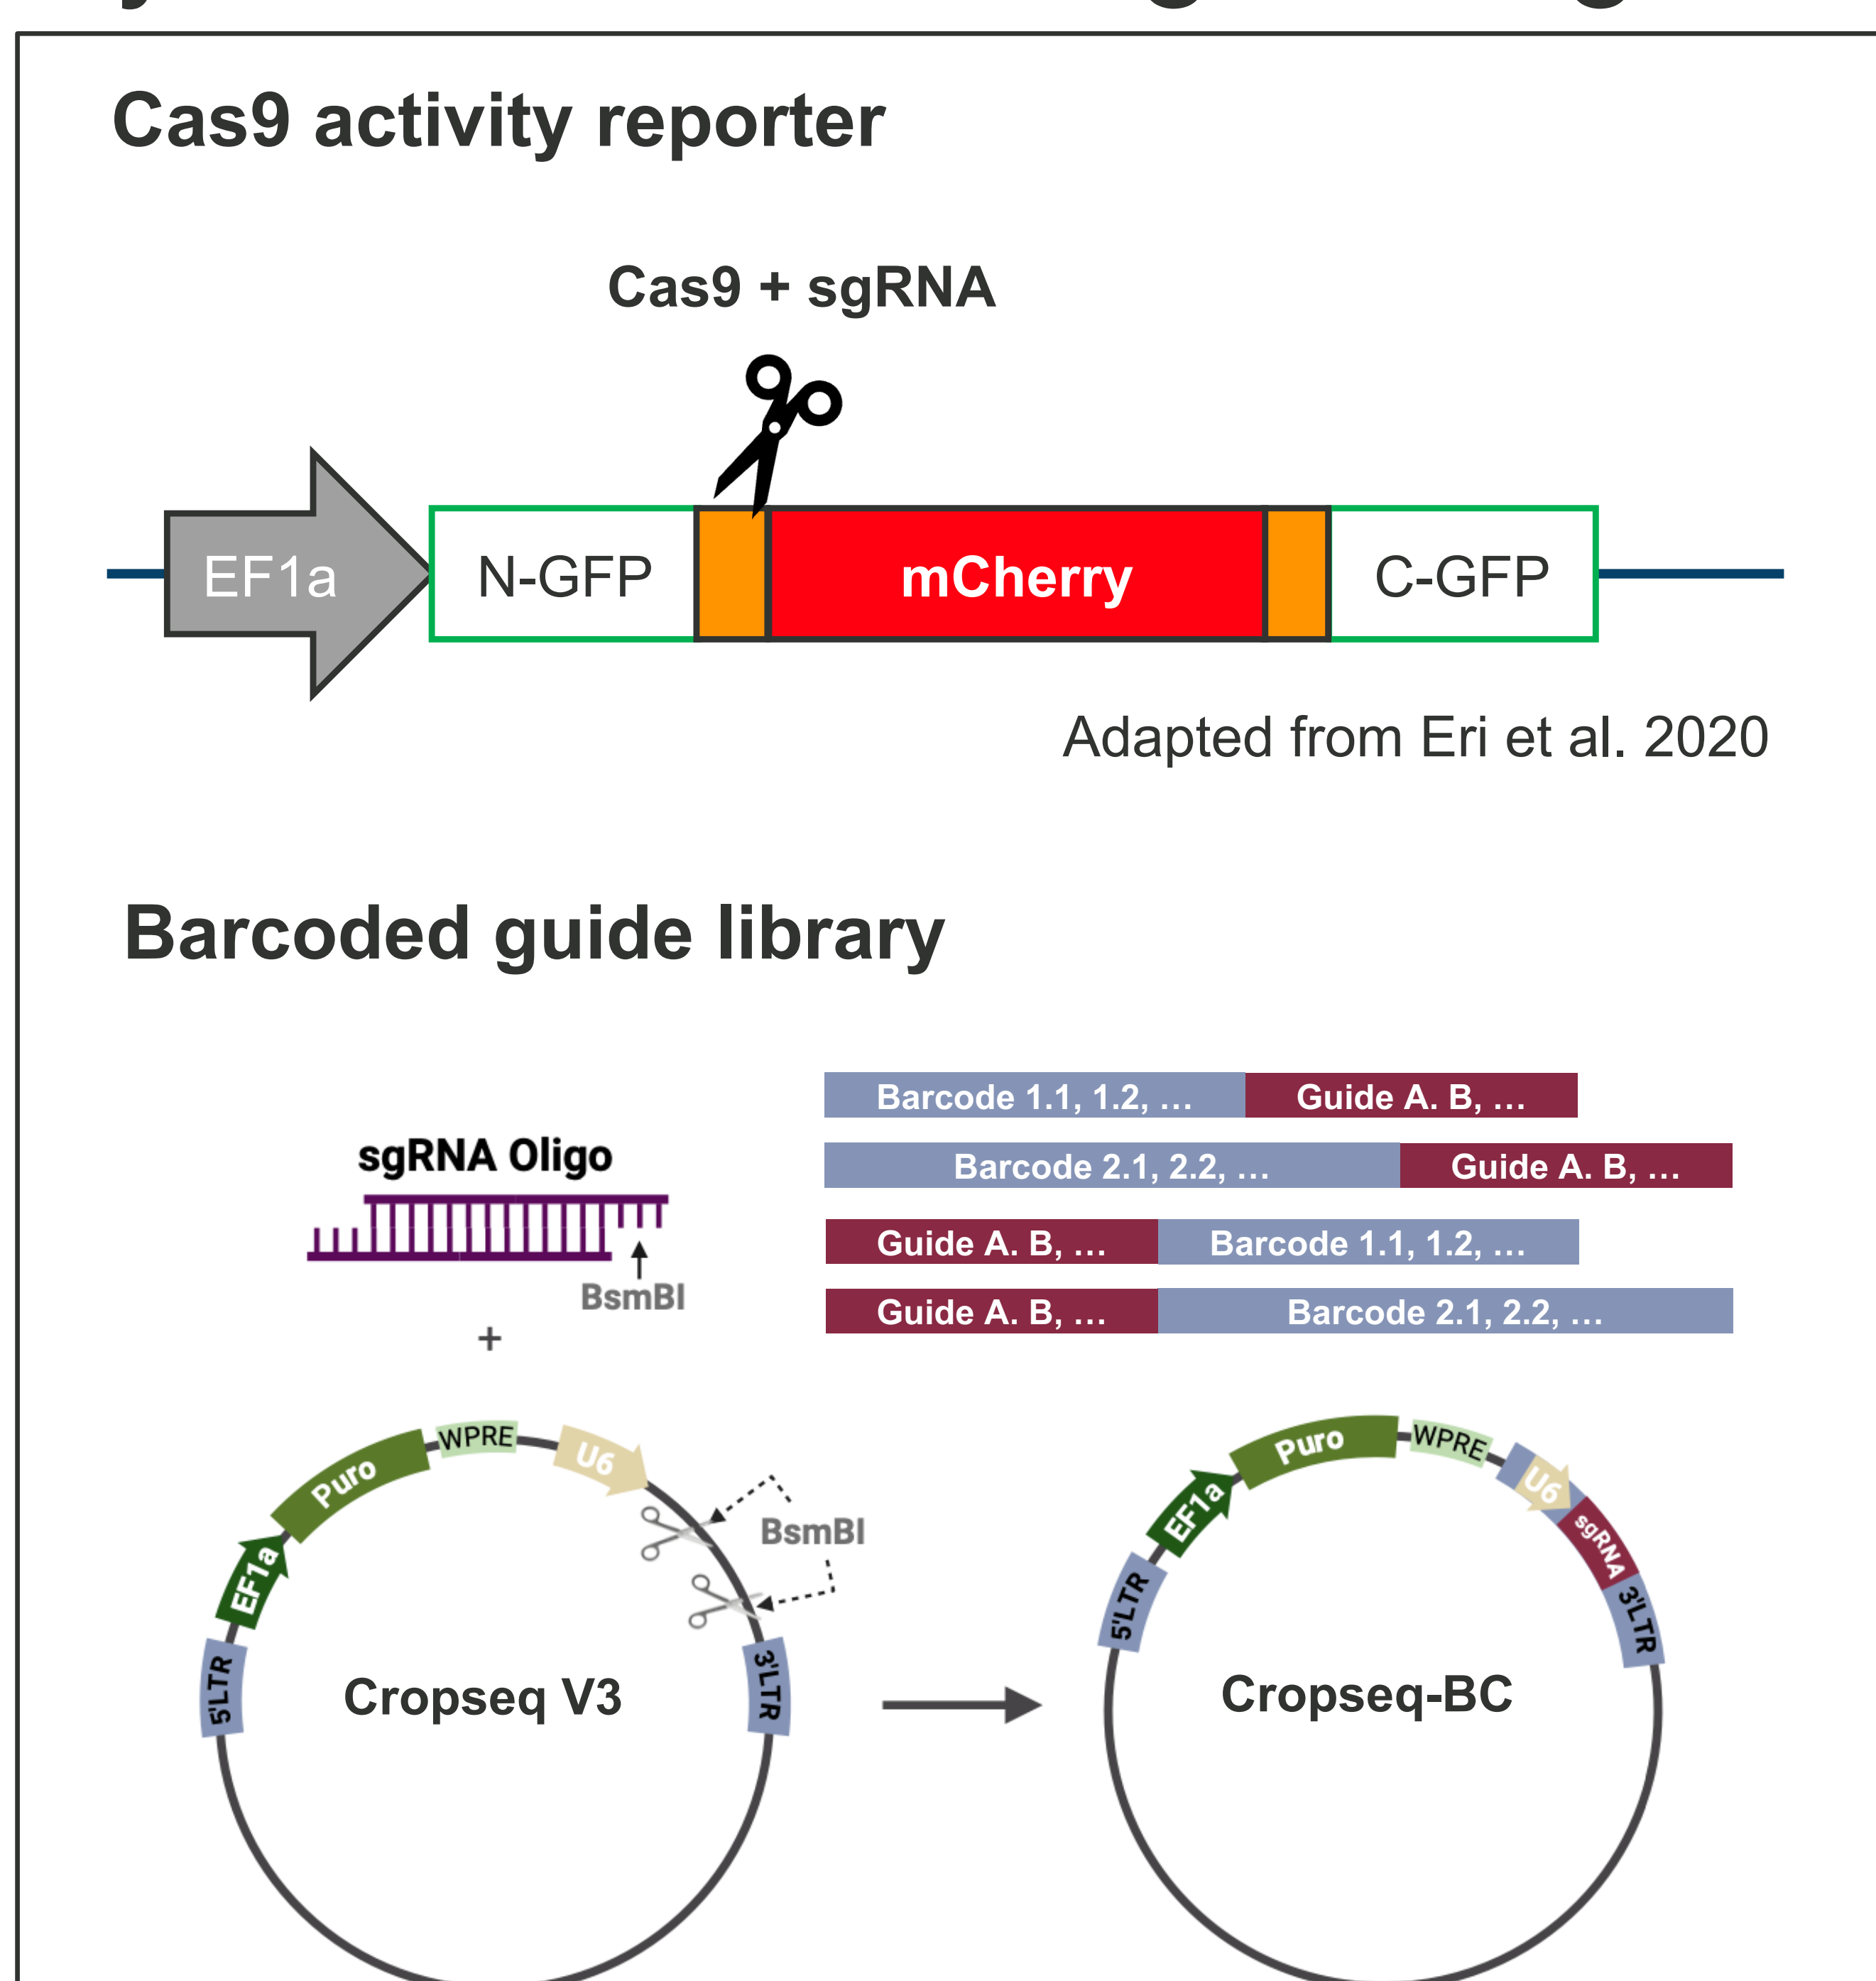 Cas9 activity reporter
Cas9 + sgRNA
EF1a
N-GFP
mCherry
C-GFP
Adapted from Eri et al. 2020
Barcoded guide library
sgRNA Oligo
BsmBI
+
Barcode 1.1, 1.2, …
Guide A. B, …
Barcode 2.1, 2.2, …
Guide A. B, …
Guide A. B, …
Barcode 1.1, 1.2, …
Guide A. B, …
Barcode 2.1, 2.2, …
5'LTR
EF1a
Puro
WPRE
U6
BsmBI
3'LTR
Cropseq V3
5'LTR
EF1a
Puro
WPRE
U6
sgRNA
3'LTR
Cropseq-BC